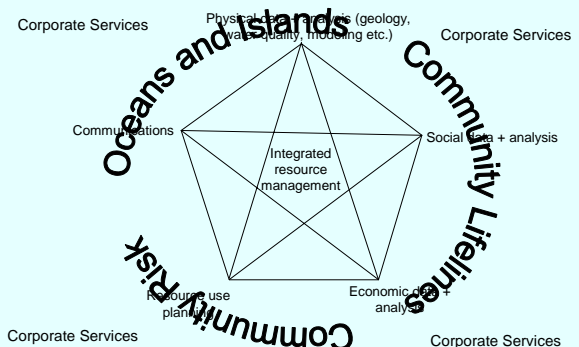 Corporate Services
Physical data + analysis (geology,
water quality, modeling etc.)
Corporate Services
Oceans and Islands
Community Lifelines
Communications
Social data + analysis
Integrated
resource
management
Community Risk
Resource use
planning
Economic data +
analysis
Corporate Services
Corporate Services